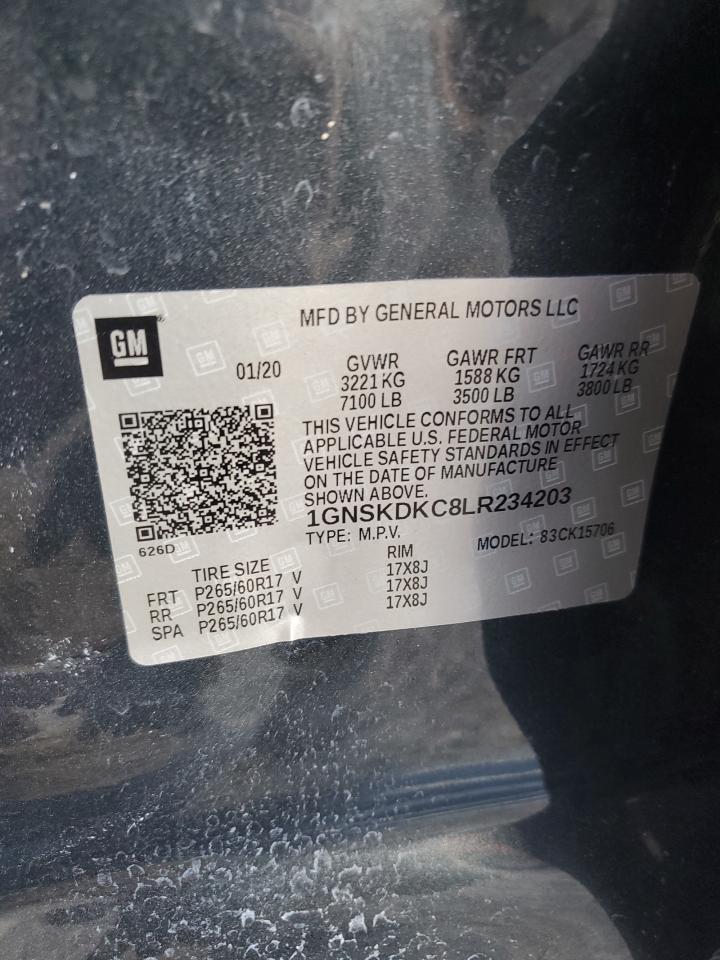 GM
MFD BY GENERAL MOTORS LLC
01/20
GVWR
3221 KG
7100 LB
GAWR FRT
1588 KG
3500 LB
GAWR RR
1724 KG
3800 LB
THIS VEHICLE CONFORMS TO ALL
APPLICABLE U.S. FEDERAL MOTOR
VEHICLE SAFETY STANDARDS IN EFFECT
ON THE DATE OF MANUFACTURE
SHOWN ABOVE.
1GNSKDKC8LR234203
TYPE: M.P.V.
MODEL: 83CK15706
626D
TIRE SIZE RIM
FRT P265/60R17 V 17X8J
RR P265/60R17 V 17X8J
SPA P265/60R17 V 17X8J